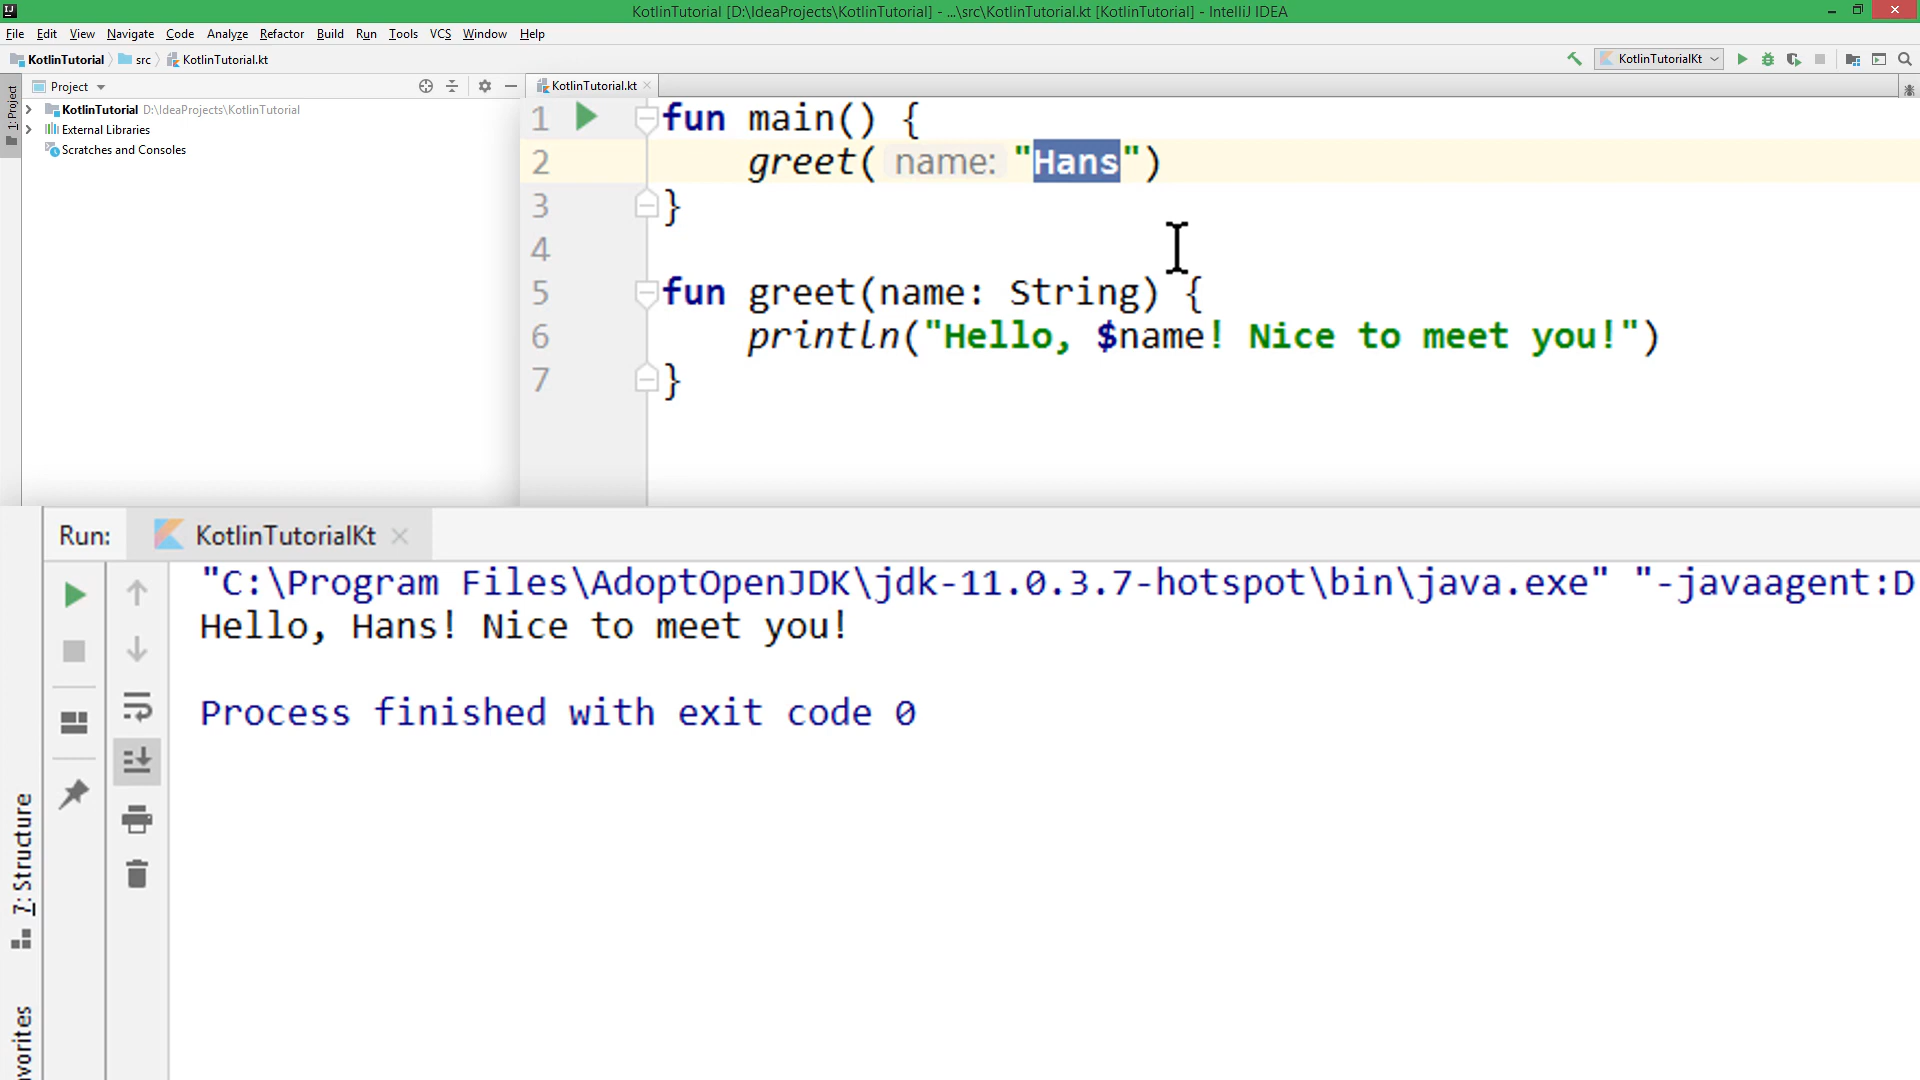 KotlinTutorial [D:\IdeaProjects\KotlinTutorial] - ...\src\KotlinTutorial.kt [KotlinTutorial] - IntelliJ IDEA
File Edit View Navigate Code Analyze Refactor Build Run Tools VCS Window Help
KotlinTutorial src KotlinTutorial.kt
KotlinTutorialKt
1: Project
Project
KotlinTutorial D:\IdeaProjects\KotlinTutorial
External Libraries
Scratches and Consoles
KotlinTutorial.kt
1 fun main() {
2 greet( name: "Hans")
3 }
4
5 fun greet(name: String) {
6 println("Hello, $name! Nice to meet you!")
7 }
Run: KotlinTutorialKt
"C:\Program Files\AdoptOpenJDK\jdk-11.0.3.7-hotspot\bin\java.exe" "-javaagent:D
Hello, Hans! Nice to meet you!
Process finished with exit code 0
7: Structure
vorites